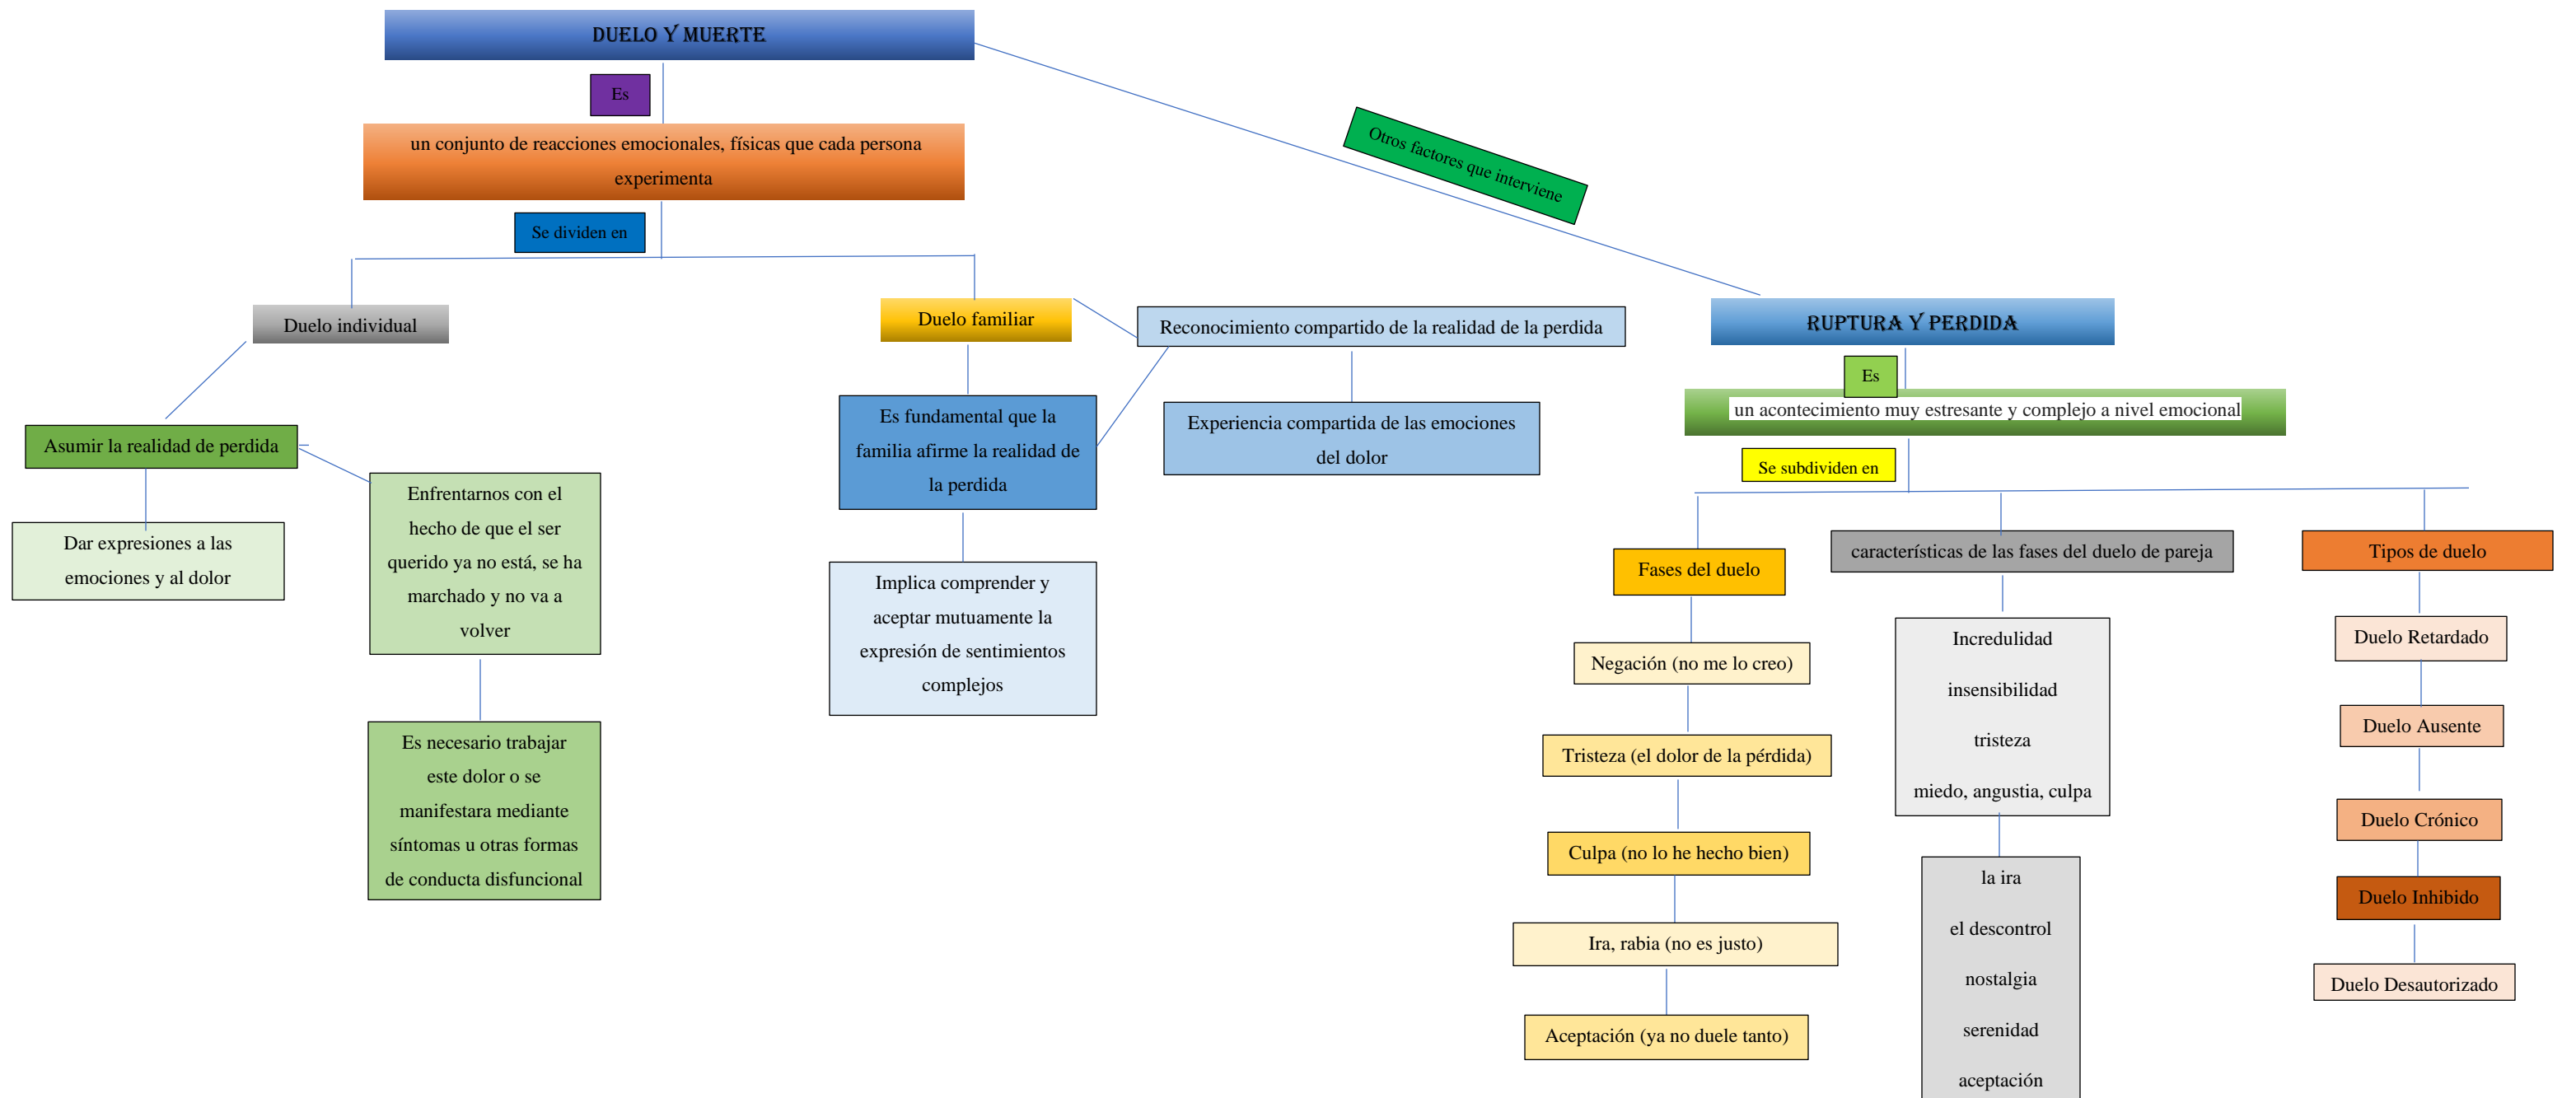 DUELO Y MUERTE
Es
un conjunto de reacciones emocionales, físicas que cada persona
experimenta
Se dividen en
Otros factores que interviene
Duelo individual
Asumir la realidad de perdida
Dar expresiones a las
emociones y al dolor
Enfrentarnos con el
hecho de que el ser
querido ya no está, se ha
marchado y no va a
volver
Es necesario trabajar
este dolor o se
manifestara mediante
síntomas u otras formas
de conducta disfuncional
Duelo familiar
Es fundamental que la
familia afirme la realidad de
la perdida
Implica comprender y
aceptar mutuamente la
expresión de sentimientos
complejos
Reconocimiento compartido de la realidad de la perdida
Experiencia compartida de las emociones
del dolor
RUPTURA Y PERDIDA
Es
un acontecimiento muy estresante y complejo a nivel emocional
Se subdividen en
Fases del duelo
Negación (no me lo creo)
Tristeza (el dolor de la pérdida)
Culpa (no lo he hecho bien)
Ira, rabia (no es justo)
Aceptación (ya no duele tanto)
características de las fases del duelo de pareja
Incredulidad
insensibilidad
tristeza
miedo, angustia, culpa
la ira
el descontrol
nostalgia
serenidad
aceptación
Tipos de duelo
Duelo Retardado
Duelo Ausente
Duelo Crónico
Duelo Inhibido
Duelo Desautorizado